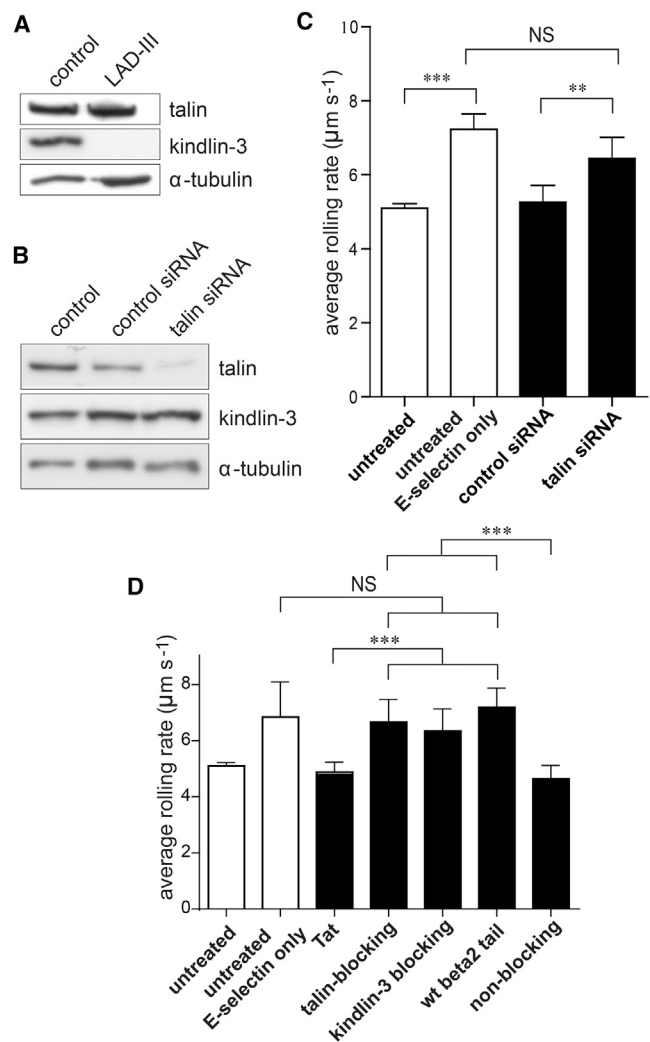 A
control
LAD-III
talin
kindlin-3
α-tubulin
B
control
control siRNA
talin siRNA
talin
kindlin-3
α-tubulin
C
average rolling rate (μm s-1)
10
8
6
4
2
0
***
NS
**
untreated
untreated
E-selectin only
control siRNA
talin siRNA
D
average rolling rate (μm s-1)
8
6
4
2
0
***
NS
***
untreated
untreated
E-selectin only
Tat
talin-blocking
kindlin-3 blocking
wt beta2 tail
non-blocking